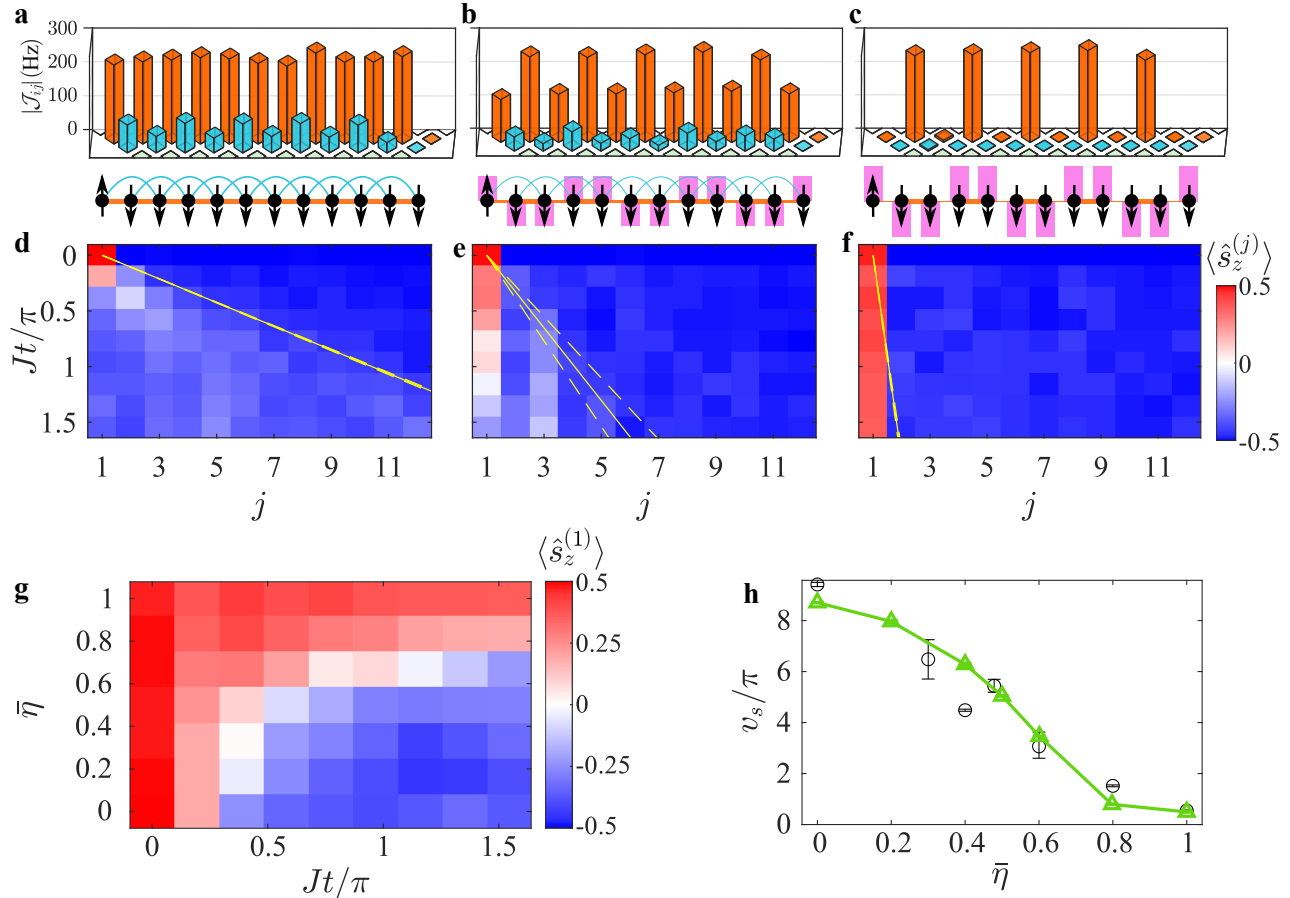 a b c
|𝒥ᵢⱼ|(Hz)
300
200
100
0
d e f
⟨ŝ_z^(j)⟩
Jt/π
0
0.5
1
1.5
0.5
0
-0.5
1 3 5 7 9 11
1 3 5 7 9 11
1 3 5 7 9 11
j j j
g
⟨ŝ_z^(1)⟩
η̄
1
0.8
0.6
0.4
0.2
0
0.5
0.25
0
-0.25
-0.5
0 0.5 1 1.5
Jt/π
h
v_s/π
8
6
4
2
0
0 0.2 0.4 0.6 0.8 1
η̄